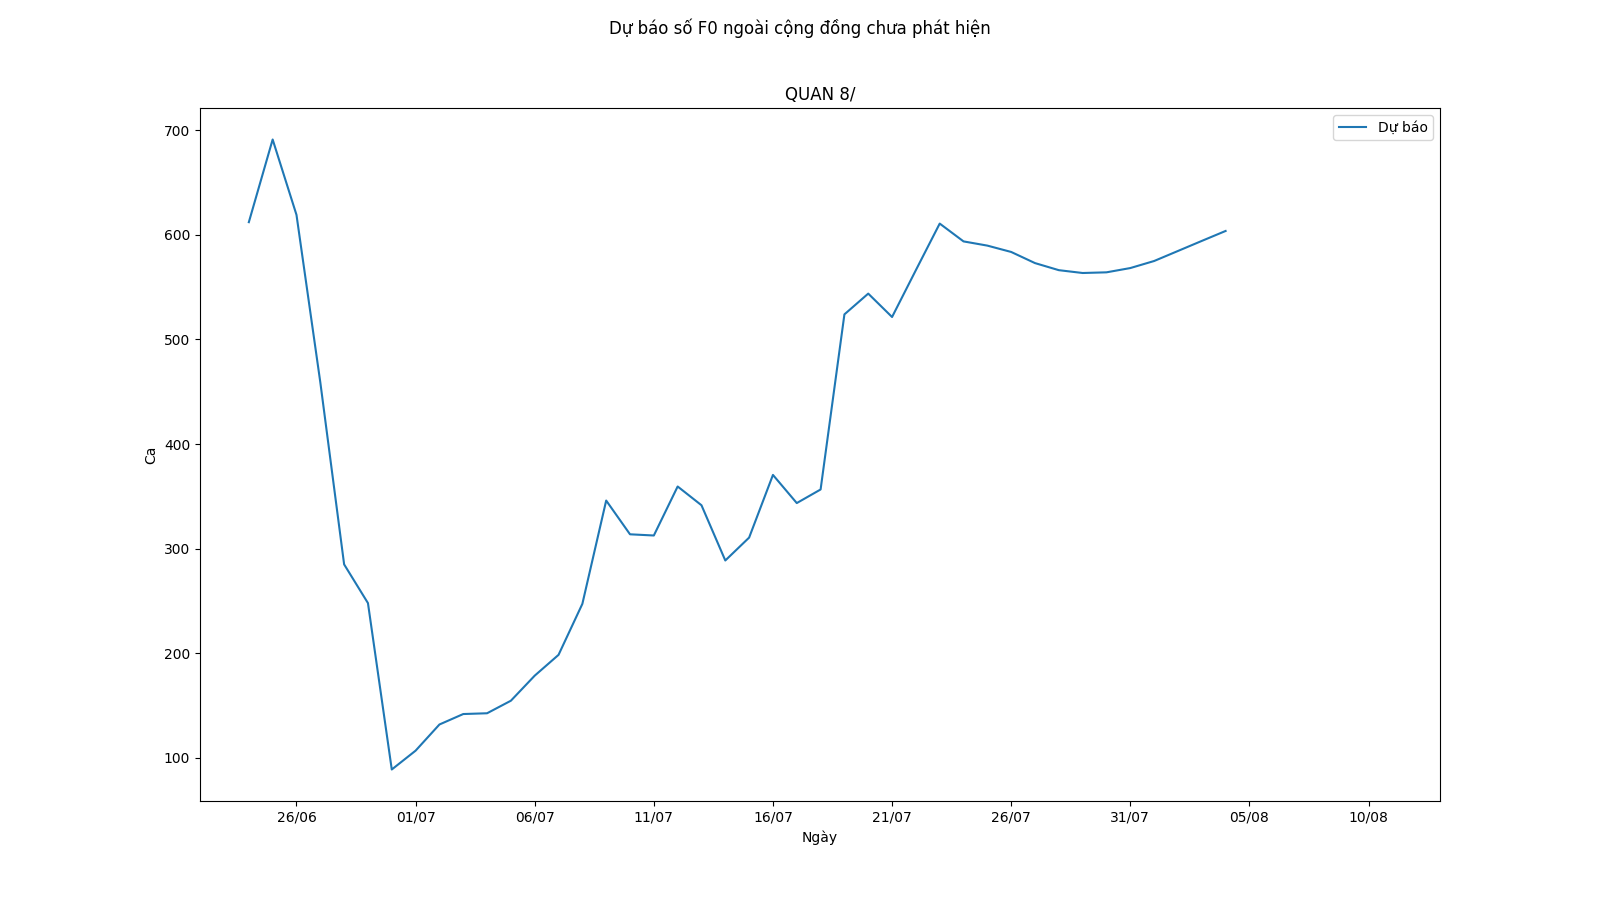 Dự báo số F0 ngoài cộng đồng chưa phát hiện
QUAN 8/
Dự báo
700
600
500
400
300
200
100
Ca
26/06 01/07 06/07 11/07 16/07 21/07 26/07 31/07 05/08 10/08
Ngày